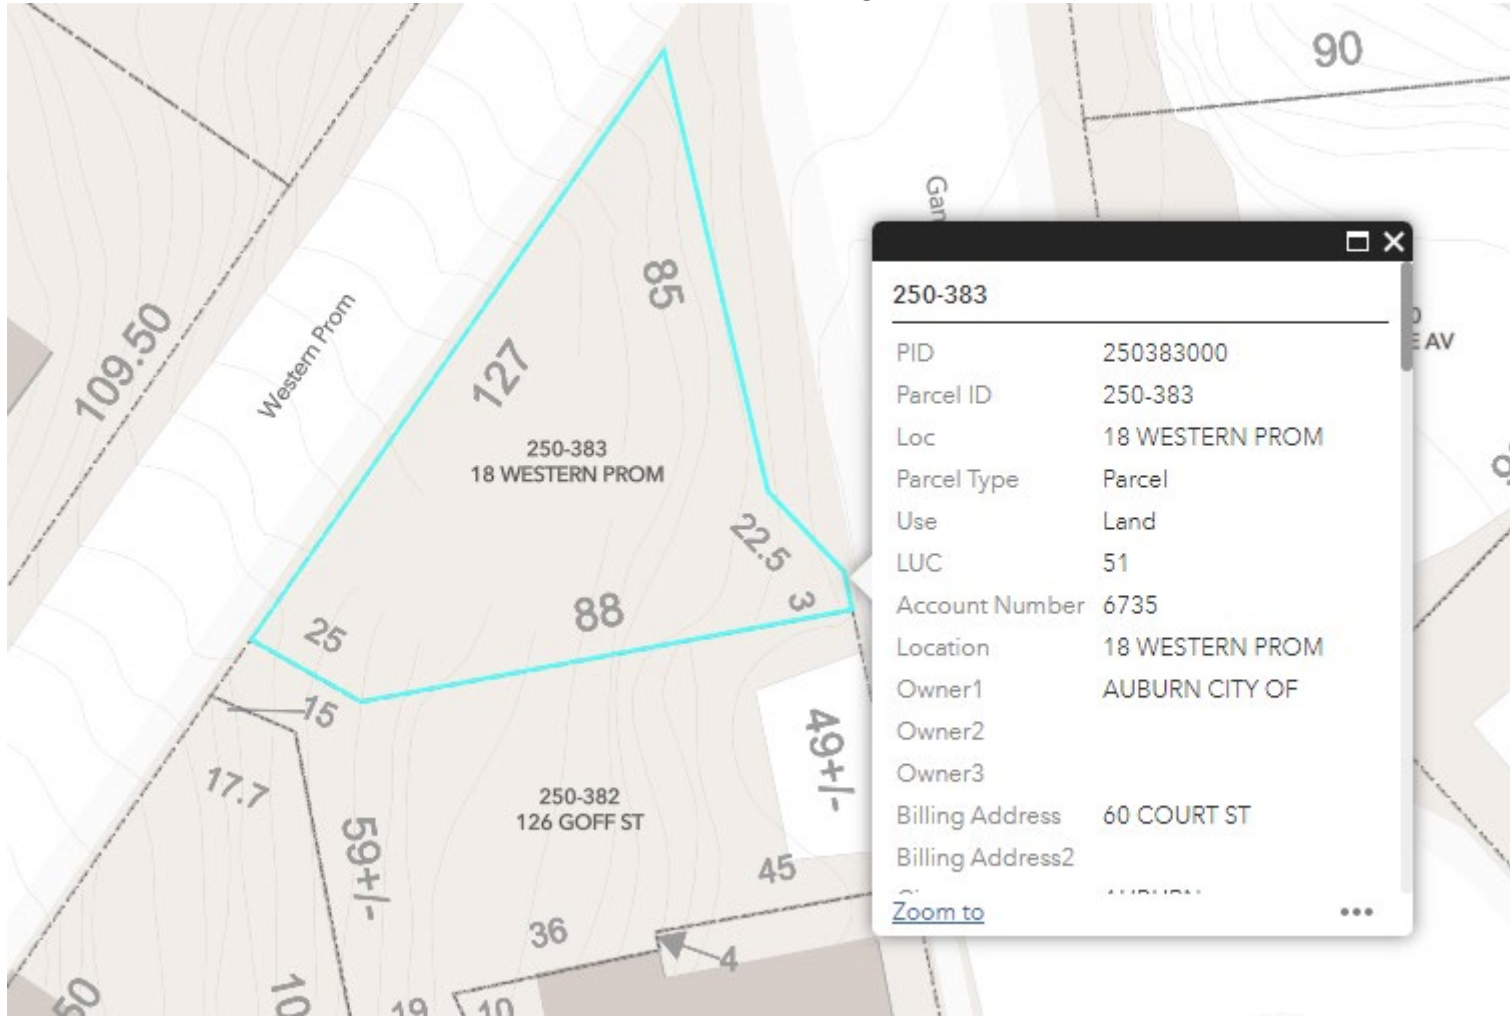 90
Gan
109.50
Western Prom
85
127
250-383
18 WESTERN PROM
22.5
3
88
25
15
17.7
59+/-
49+/-
250-382
126 GOFF ST
45
36
4
19
10
10
50
E AV
250-383
PID 250383000
Parcel ID 250-383
Loc 18 WESTERN PROM
Parcel Type Parcel
Use Land
LUC 51
Account Number 6735
Location 18 WESTERN PROM
Owner1 AUBURN CITY OF
Owner2
Owner3
Billing Address 60 COURT ST
Billing Address2
Zoom to